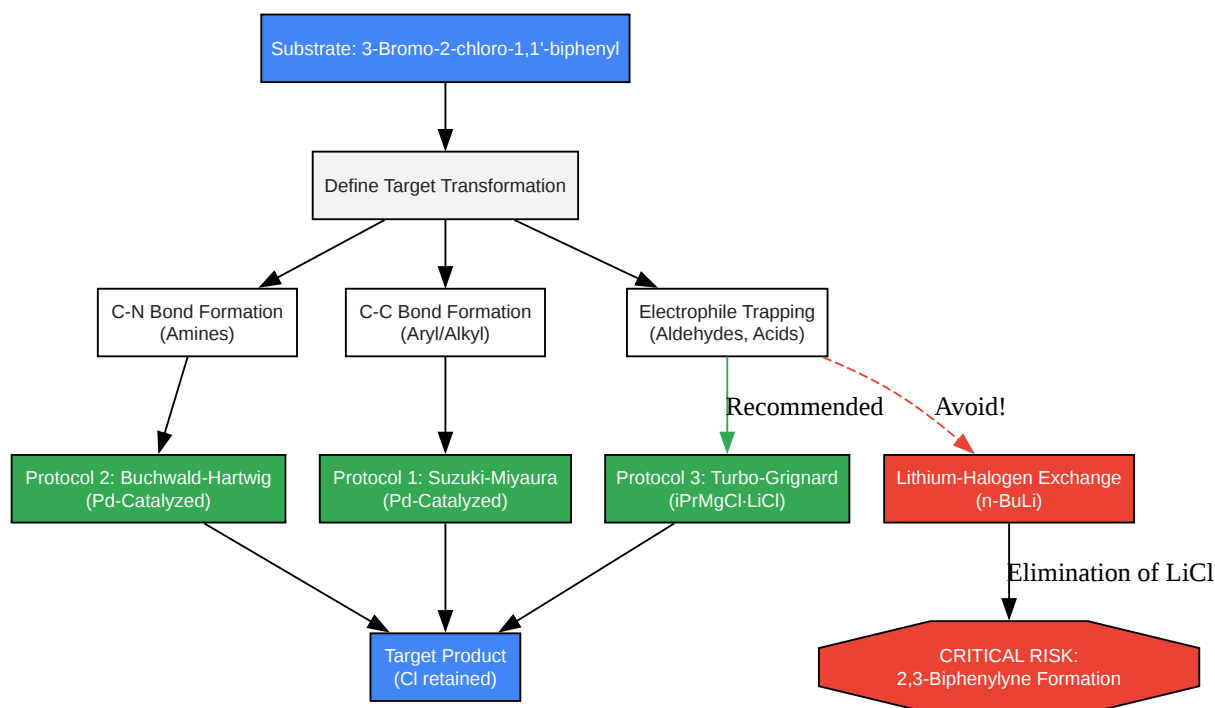 Substrate: 3-Bromo-2-chloro-1,1'-biphenyl
Define Target Transformation
C-N Bond Formation
(Amines)
C-C Bond Formation
(Aryl/Alkyl)
Electrophile Trapping
(Aldehydes, Acids)
Recommended
Avoid!
Protocol 2: Buchwald-Hartwig
(Pd-Catalyzed)
Protocol 1: Suzuki-Miyaura
(Pd-Catalyzed)
Protocol 3: Turbo-Grignard
(iPrMgCl·LiCl)
Lithium-Halogen Exchange
(n-BuLi)
Elimination of LiCl
Target Product
(Cl retained)
CRITICAL RISK:
2,3-Biphenylyne Formation